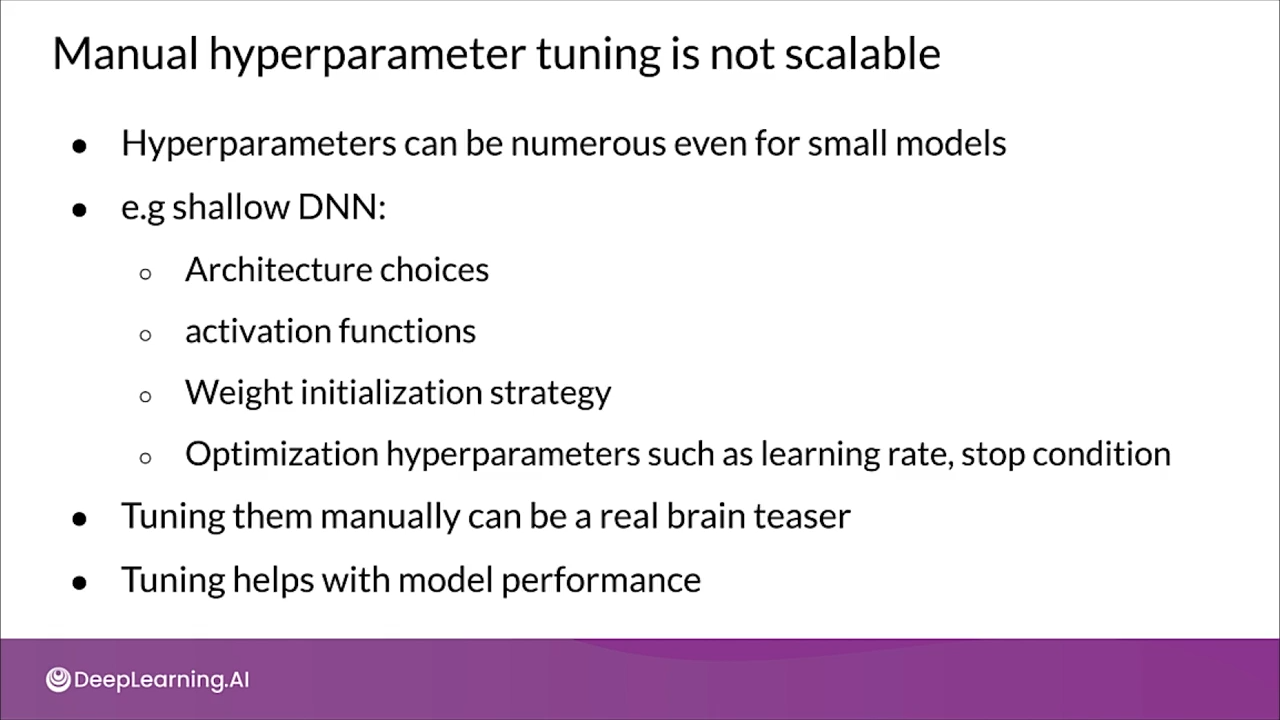 Manual hyperparameter tuning is not scalable
● Hyperparameters can be numerous even for small models
● e.g shallow DNN:
○ Architecture choices
○ activation functions
○ Weight initialization strategy
○ Optimization hyperparameters such as learning rate, stop condition
● Tuning them manually can be a real brain teaser
● Tuning helps with model performance
DeepLearning.AI